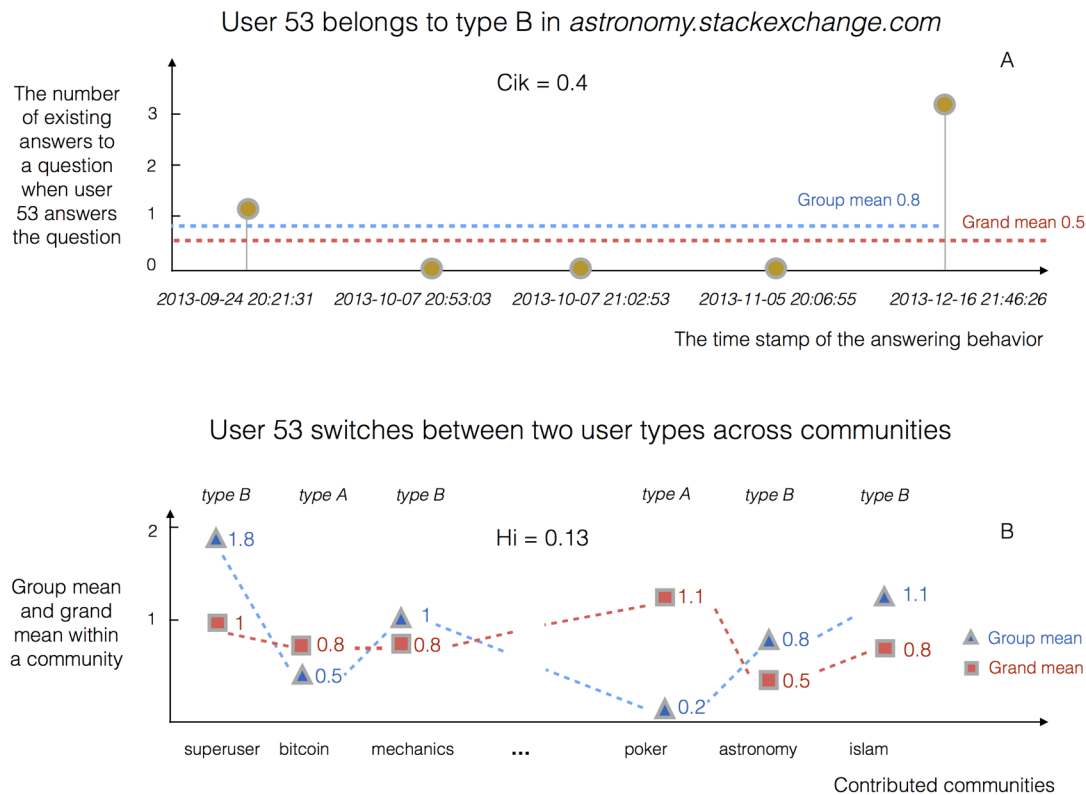 User 53 belongs to type B in astronomy.stackexchange.com
A
Cik = 0.4
The number
of existing
answers to
a question
when user
53 answers
the question
3
2
1
0
Group mean 0.8
Grand mean 0.5
2013-09-24 20:21:31 2013-10-07 20:53:03 2013-10-07 21:02:53 2013-11-05 20:06:55 2013-12-16 21:46:26
The time stamp of the answering behavior
User 53 switches between two user types across communities
type B type A type B type A type B type B
B
Hi = 0.13
Group mean
and grand
mean within
a community
2
1
1.8
1
0.5
0.8
1
0.8
1.1
0.2
0.8
0.5
1.1
0.8
Group mean
Grand mean
superuser bitcoin mechanics ... poker astronomy islam
Contributed communities